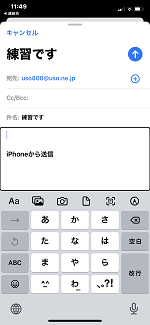 11:49
キャンセル
練習です
宛先: uso800@uso.ne.jp
Cc/Bcc:
件名: 練習です
iPhoneから送信
Aa
→ あ か さ
た な は 空白
ABC ま や ら 改行
^^ わ 、。?!